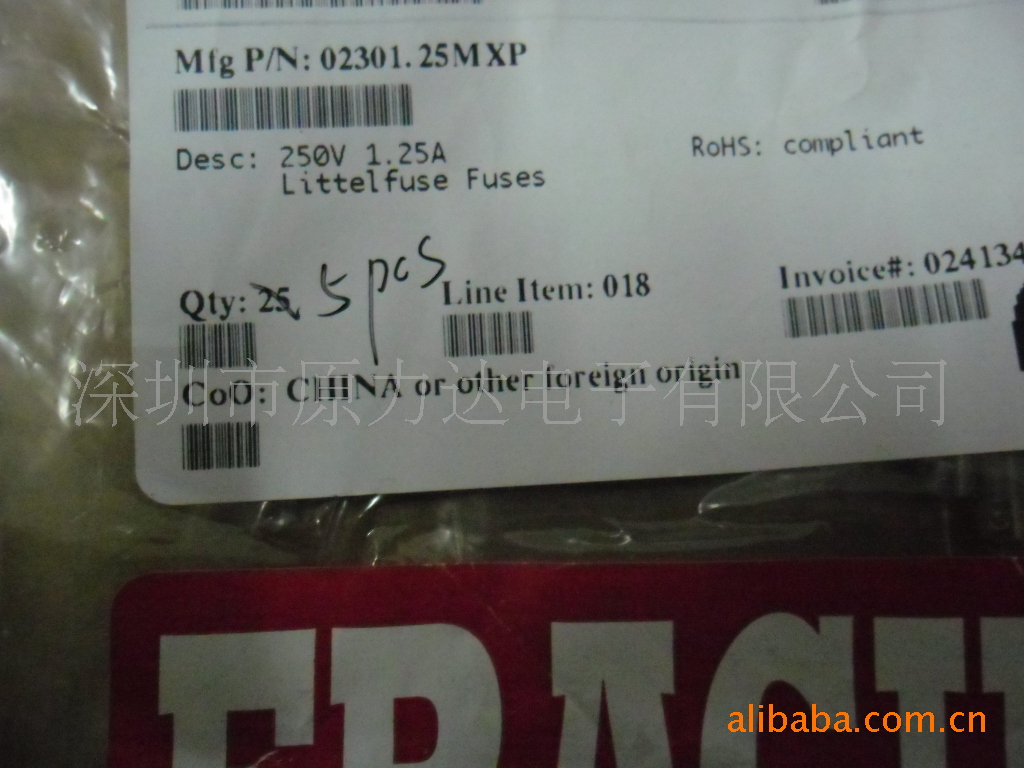 Mfg P/N: 02301.25MXP
Desc: 250V 1.25A
Littelfuse Fuses
RoHS: compliant
Qty: 25 5 pcs
Line Item: 018
Invoice#: 024134
CoO: CHINA or other foreign origin
深圳市原力达电子有限公司
alibaba.com.cn